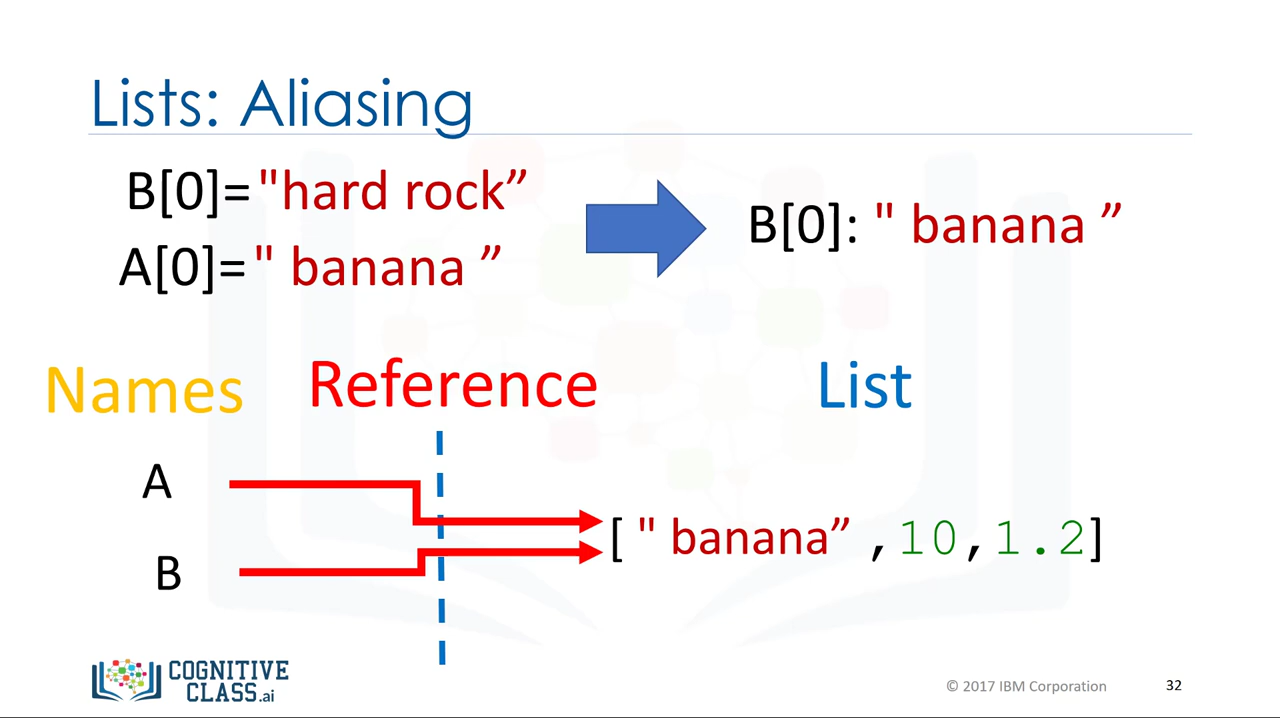 Lists: Aliasing
B[0]="hard rock”
A[0]=" banana ”
B[0]: " banana ”
Names
Reference
List
A
B
[ " banana” ,10,1.2]
COGNITIVE
CLASS.ai
© 2017 IBM Corporation
32